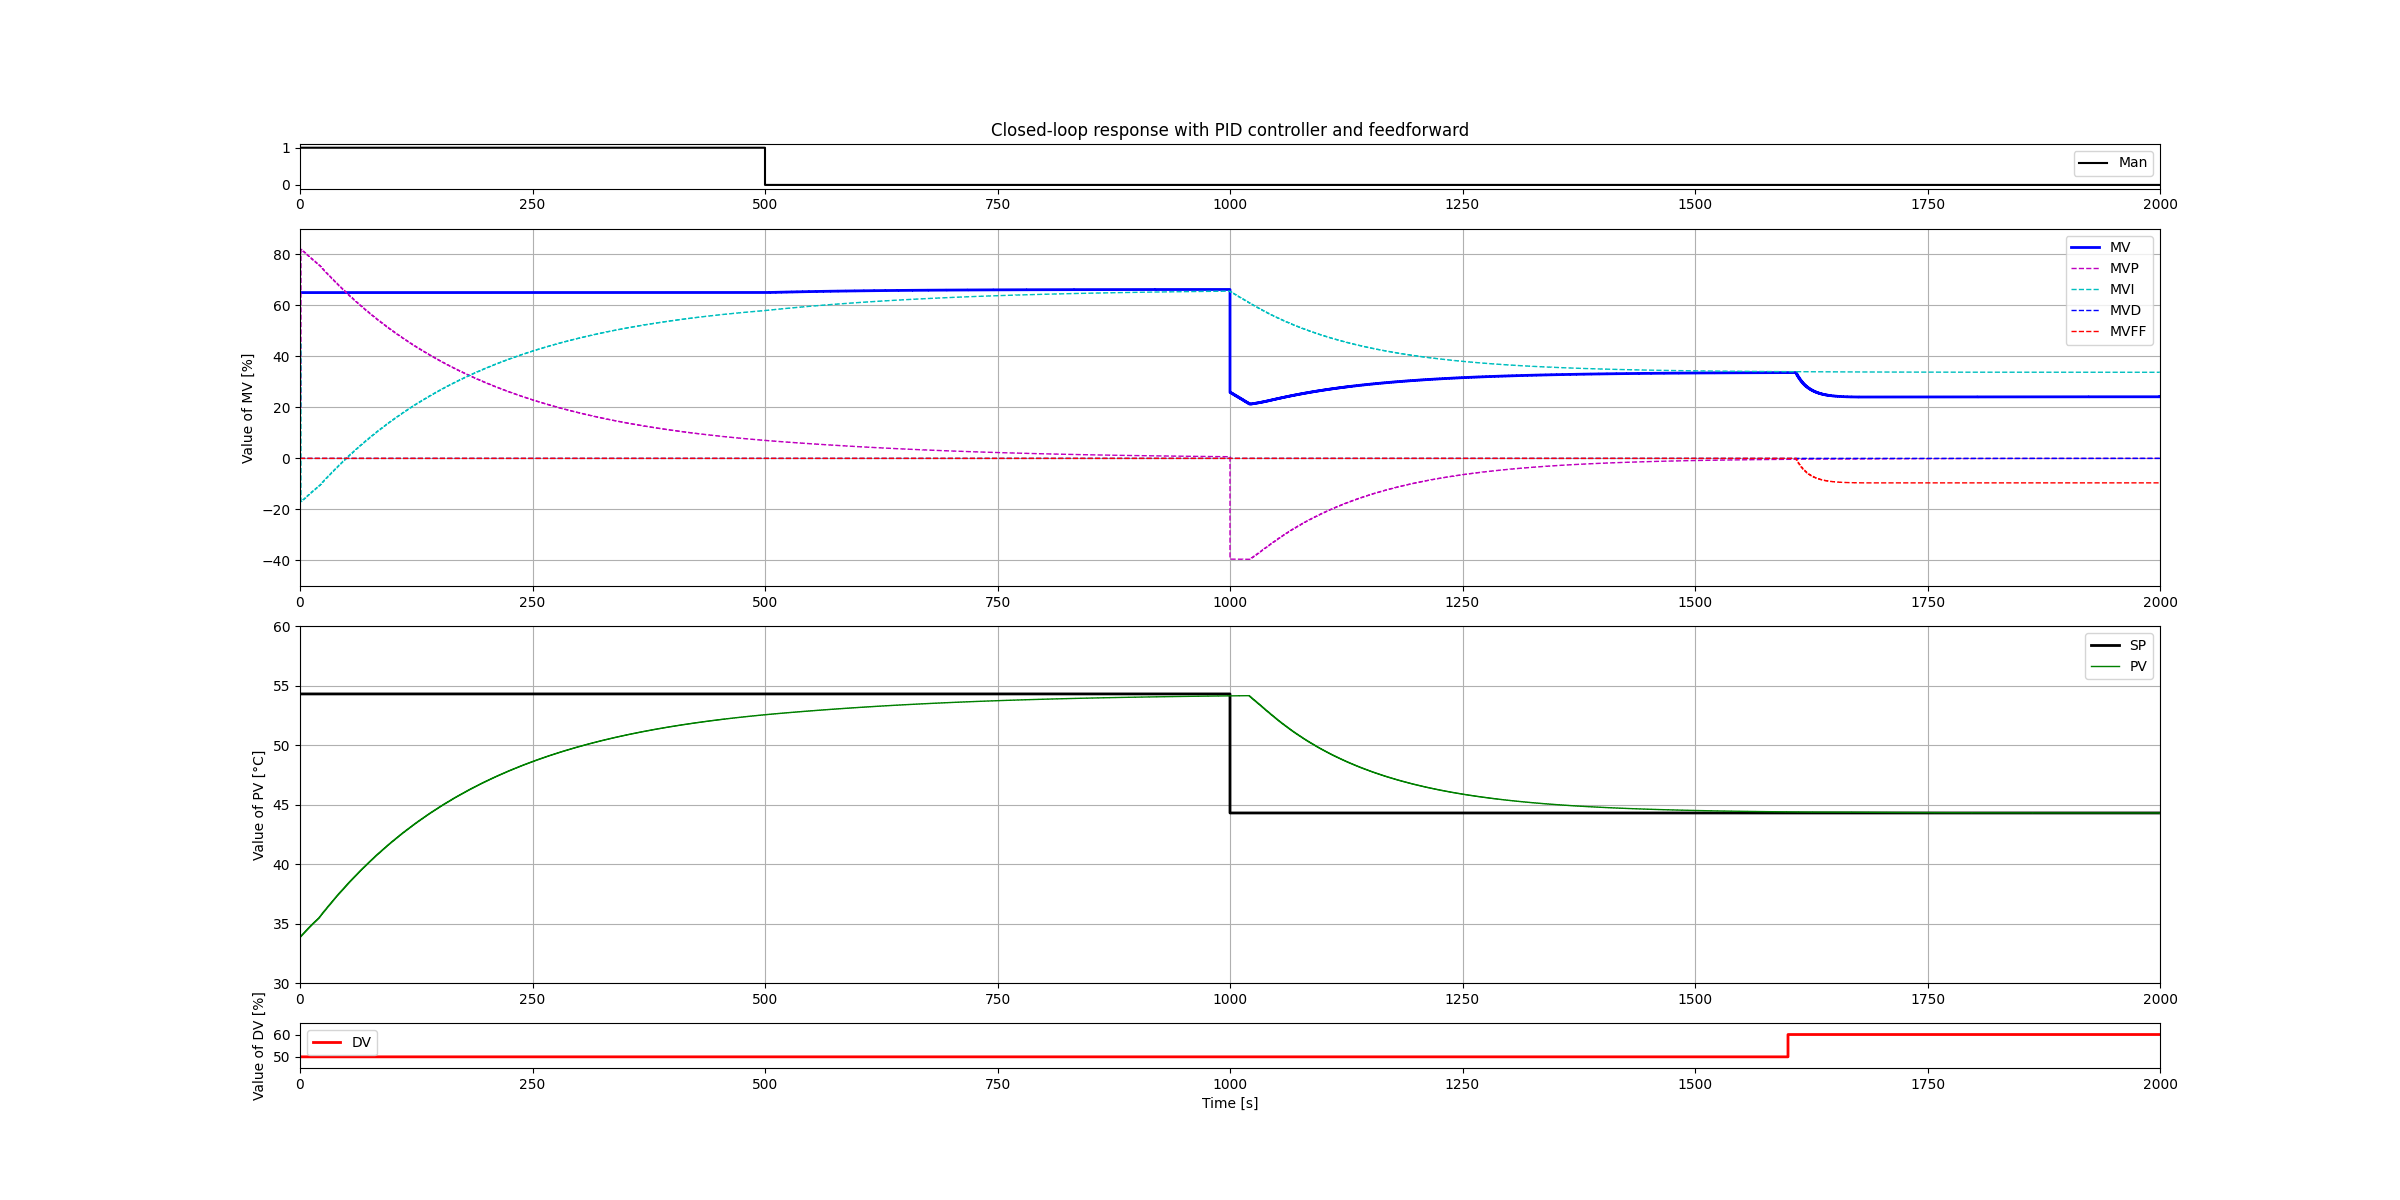 Closed-loop response with PID controller and feedforward
1
0
Man
0 250 500 750 1000 1250 1500 1750 2000
Value of MV [%]
80
60
40
20
0
−20
−40
MV
MVP
MVI
MVD
MVFF
0 250 500 750 1000 1250 1500 1750 2000
Value of PV [°C]
60
55
50
45
40
35
30
SP
PV
0 250 500 750 1000 1250 1500 1750 2000
Value of DV [%]
60
50
DV
0 250 500 750 1000 1250 1500 1750 2000
Time [s]